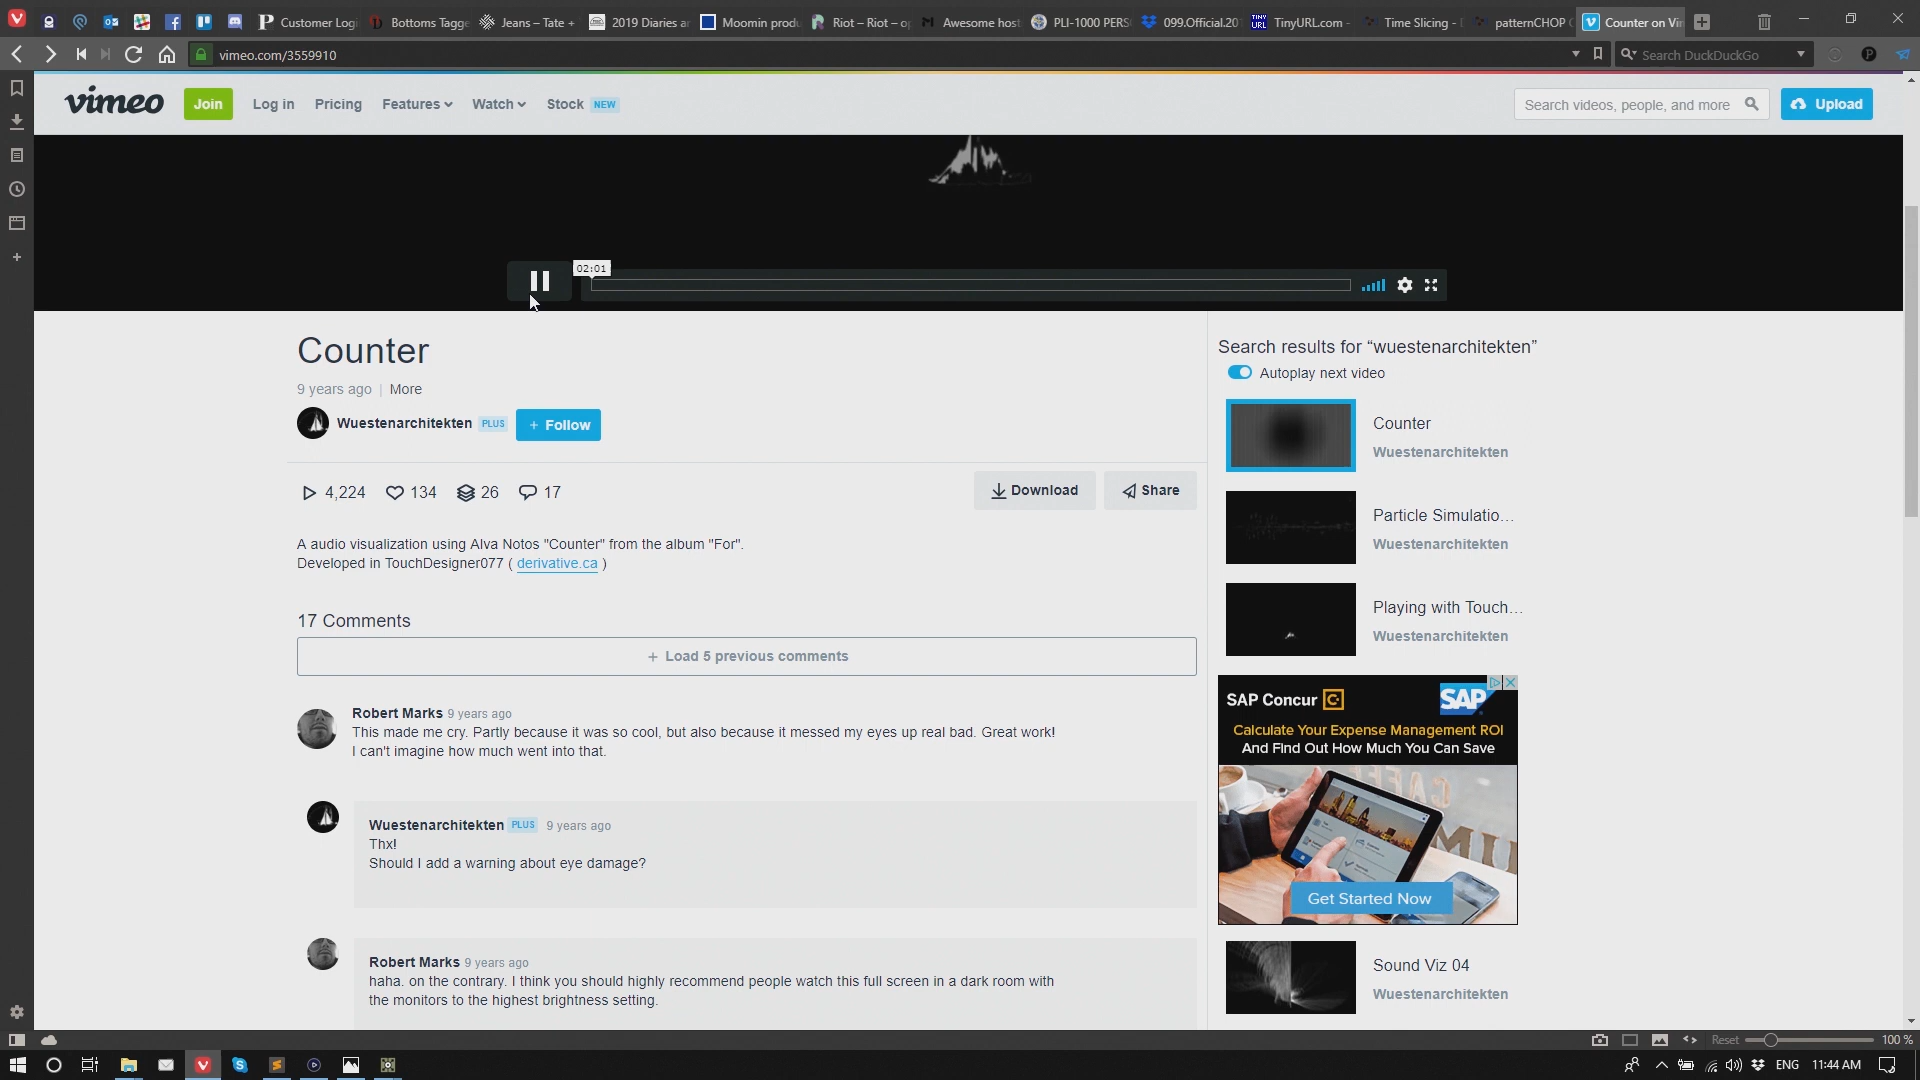 Customer Logi
Bottoms Tagge
Jeans – Tate +
2019 Diaries a
Moomin produ
Riot – Riot – o
Awesome host
PLI-1000 PERS
099.Official.20
TinyURL.com -
Time Slicing -
patternCHOP
Counter on Vi
vimeo.com/3559910
Search DuckDuckGo
vimeo
Join
Log in
Pricing
Features
Watch
Stock NEW
Search videos, people, and more
Upload
02:01
Counter
9 years ago | More
Wuestenarchitekten PLUS
+ Follow
4,224
134
26
17
Download
Share
A audio visualization using Alva Notos "Counter" from the album "For".
Developed in TouchDesigner077 ( derivative.ca )
17 Comments
+ Load 5 previous comments
Robert Marks 9 years ago
This made me cry. Partly because it was so cool, but also because it messed my eyes up real bad. Great work!
I can't imagine how much went into that.
Wuestenarchitekten PLUS 9 years ago
Thx!
Should I add a warning about eye damage?
Robert Marks 9 years ago
haha. on the contrary. I think you should highly recommend people watch this full screen in a dark room with
the monitors to the highest brightness setting.
Search results for “wuestenarchitekten”
Autoplay next video
Counter
Wuestenarchitekten
Particle Simulatio...
Wuestenarchitekten
Playing with Touch...
Wuestenarchitekten
SAP Concur C
SAP
Calculate Your Expense Management ROI
And Find Out How Much You Can Save
Get Started Now
Sound Viz 04
Wuestenarchitekten
Reset
100 %
ENG
11:44 AM